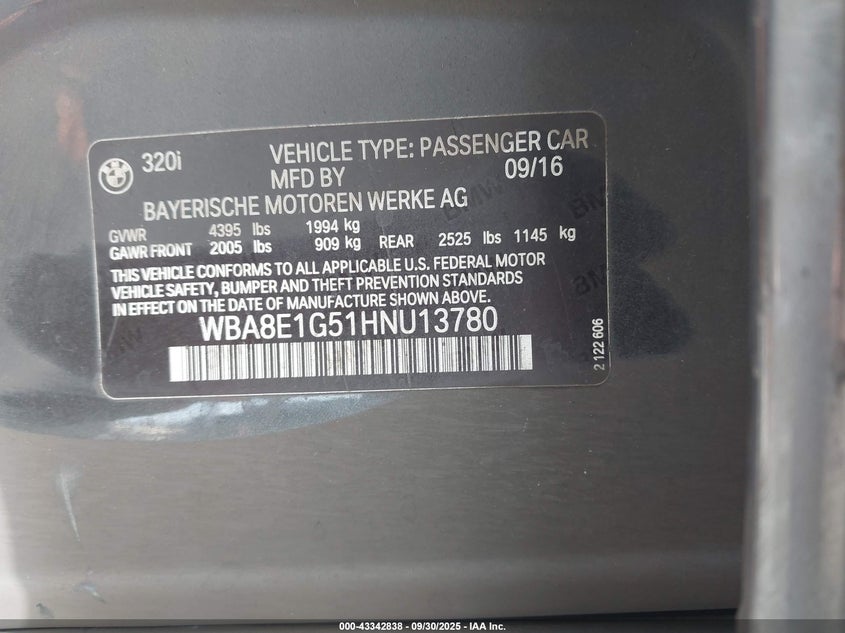 320i VEHICLE TYPE: PASSENGER CAR
MFD BY 09/16
BAYERISCHE MOTOREN WERKE AG
GVWR 4395 lbs 1994 kg
GAWR FRONT 2005 lbs 909 kg REAR 2525 lbs 1145 kg
THIS VEHICLE CONFORMS TO ALL APPLICABLE U.S. FEDERAL MOTOR
VEHICLE SAFETY, BUMPER AND THEFT PREVENTION STANDARDS
IN EFFECT ON THE DATE OF MANUFACTURE SHOWN ABOVE.
WBA8E1G51HNU13780
2 122 606
BMW
000-43342838 - 09/30/2025 - IAA Inc.